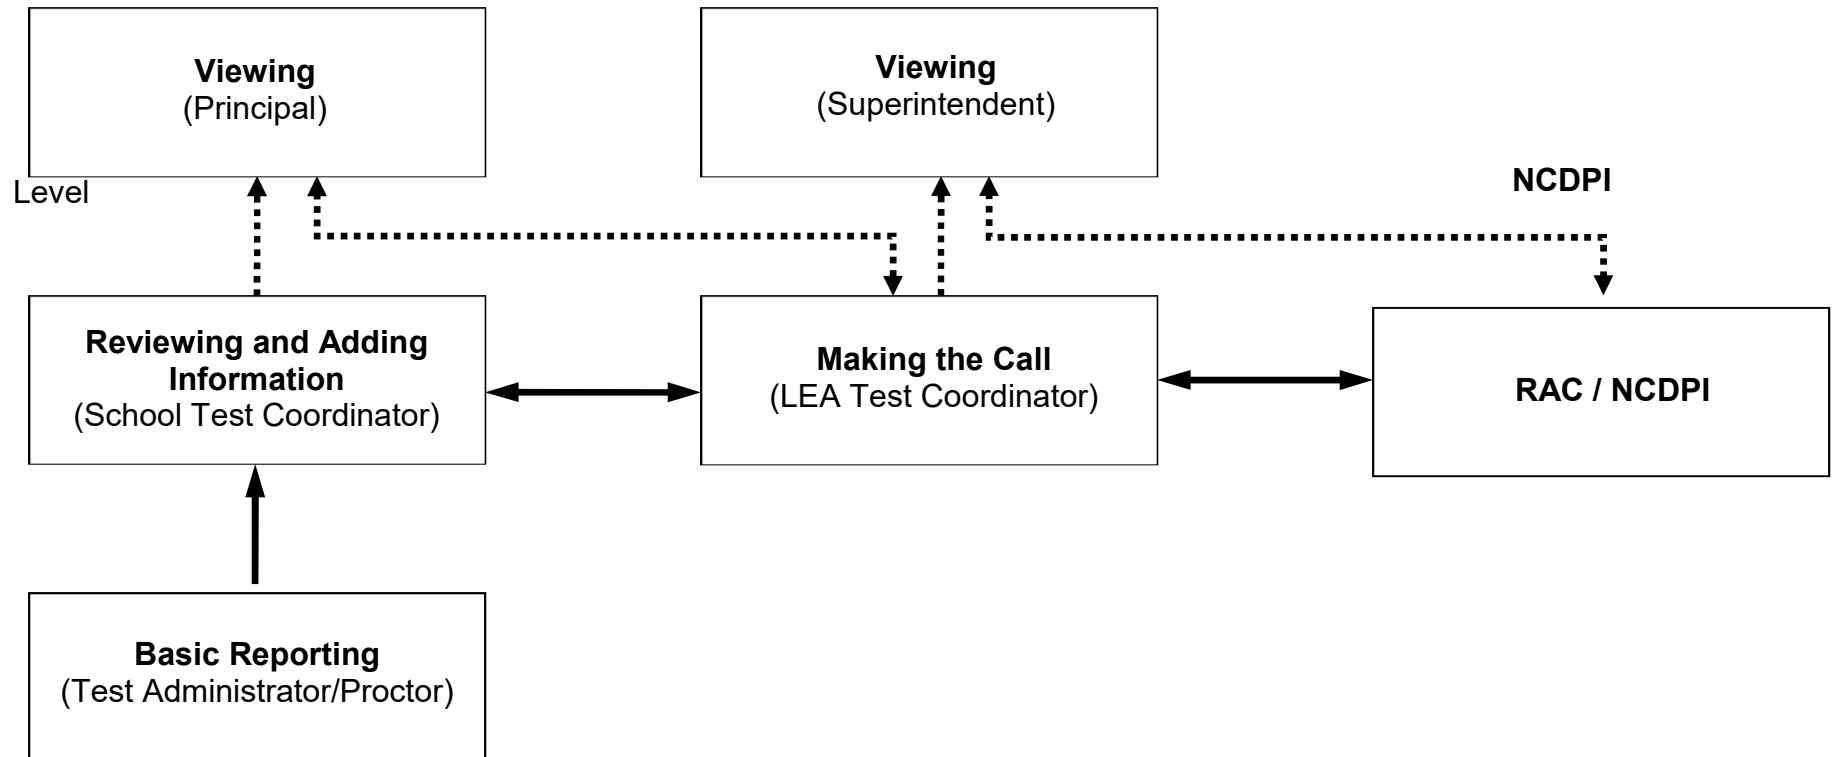 Viewing
(Principal)
Viewing
(Superintendent)
Level
NCDPI
Reviewing and Adding
Information
(School Test Coordinator)
Making the Call
(LEA Test Coordinator)
RAC / NCDPI
Basic Reporting
(Test Administrator/Proctor)